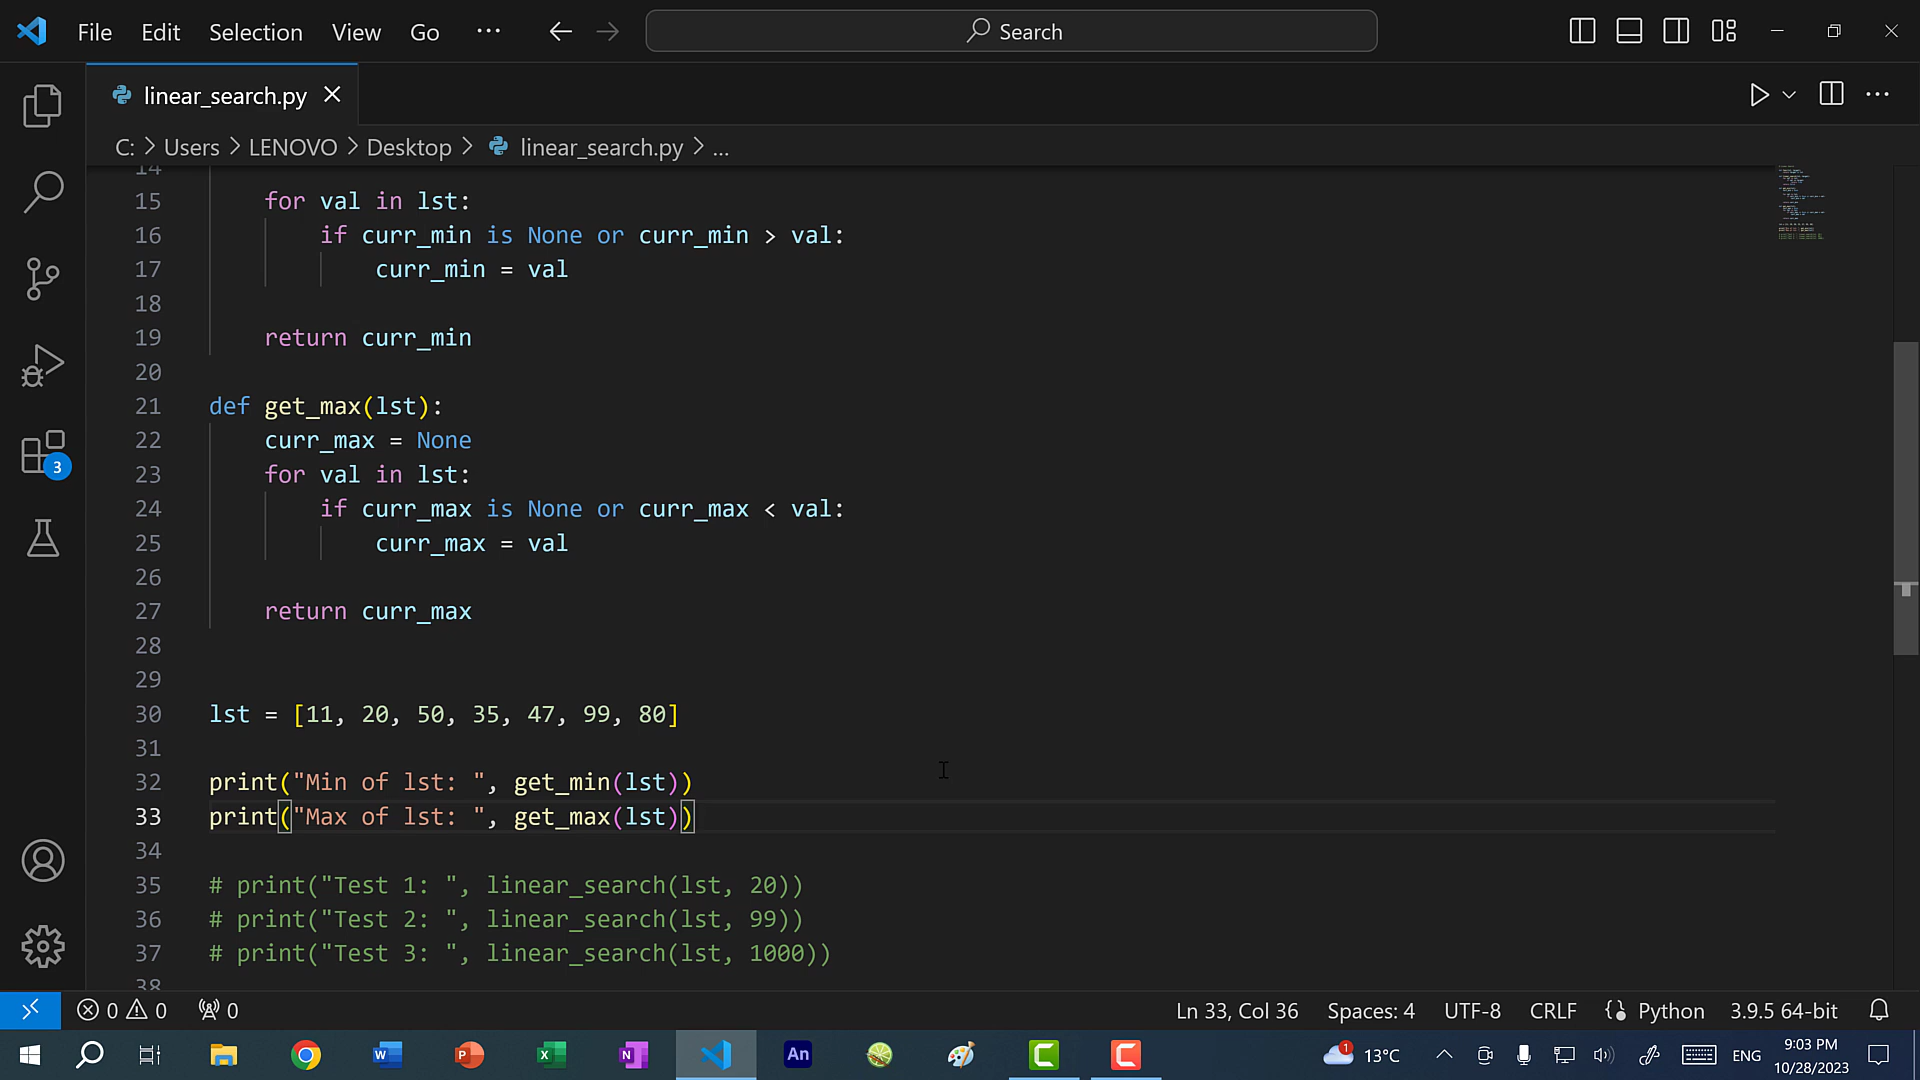 File Edit Selection View Go ··· Search
linear_search.py
C: > Users > LENOVO > Desktop > linear_search.py > ...
14
15 for val in lst:
16 if curr_min is None or curr_min > val:
17 curr_min = val
18
19 return curr_min
20
21 def get_max(lst):
22 curr_max = None
23 for val in lst:
24 if curr_max is None or curr_max < val:
25 curr_max = val
26
27 return curr_max
28
29
30 lst = [11, 20, 50, 35, 47, 99, 80]
31
32 print("Min of lst: ", get_min(lst))
33 print("Max of lst: ", get_max(lst))
34
35 # print("Test 1: ", linear_search(lst, 20))
36 # print("Test 2: ", linear_search(lst, 99))
37 # print("Test 3: ", linear_search(lst, 1000))
38
3
0 0 0 Ln 33, Col 36 Spaces: 4 UTF-8 CRLF Python 3.9.5 64-bit
W P X N An C C 1 13°C ENG 9:03 PM
10/28/2023